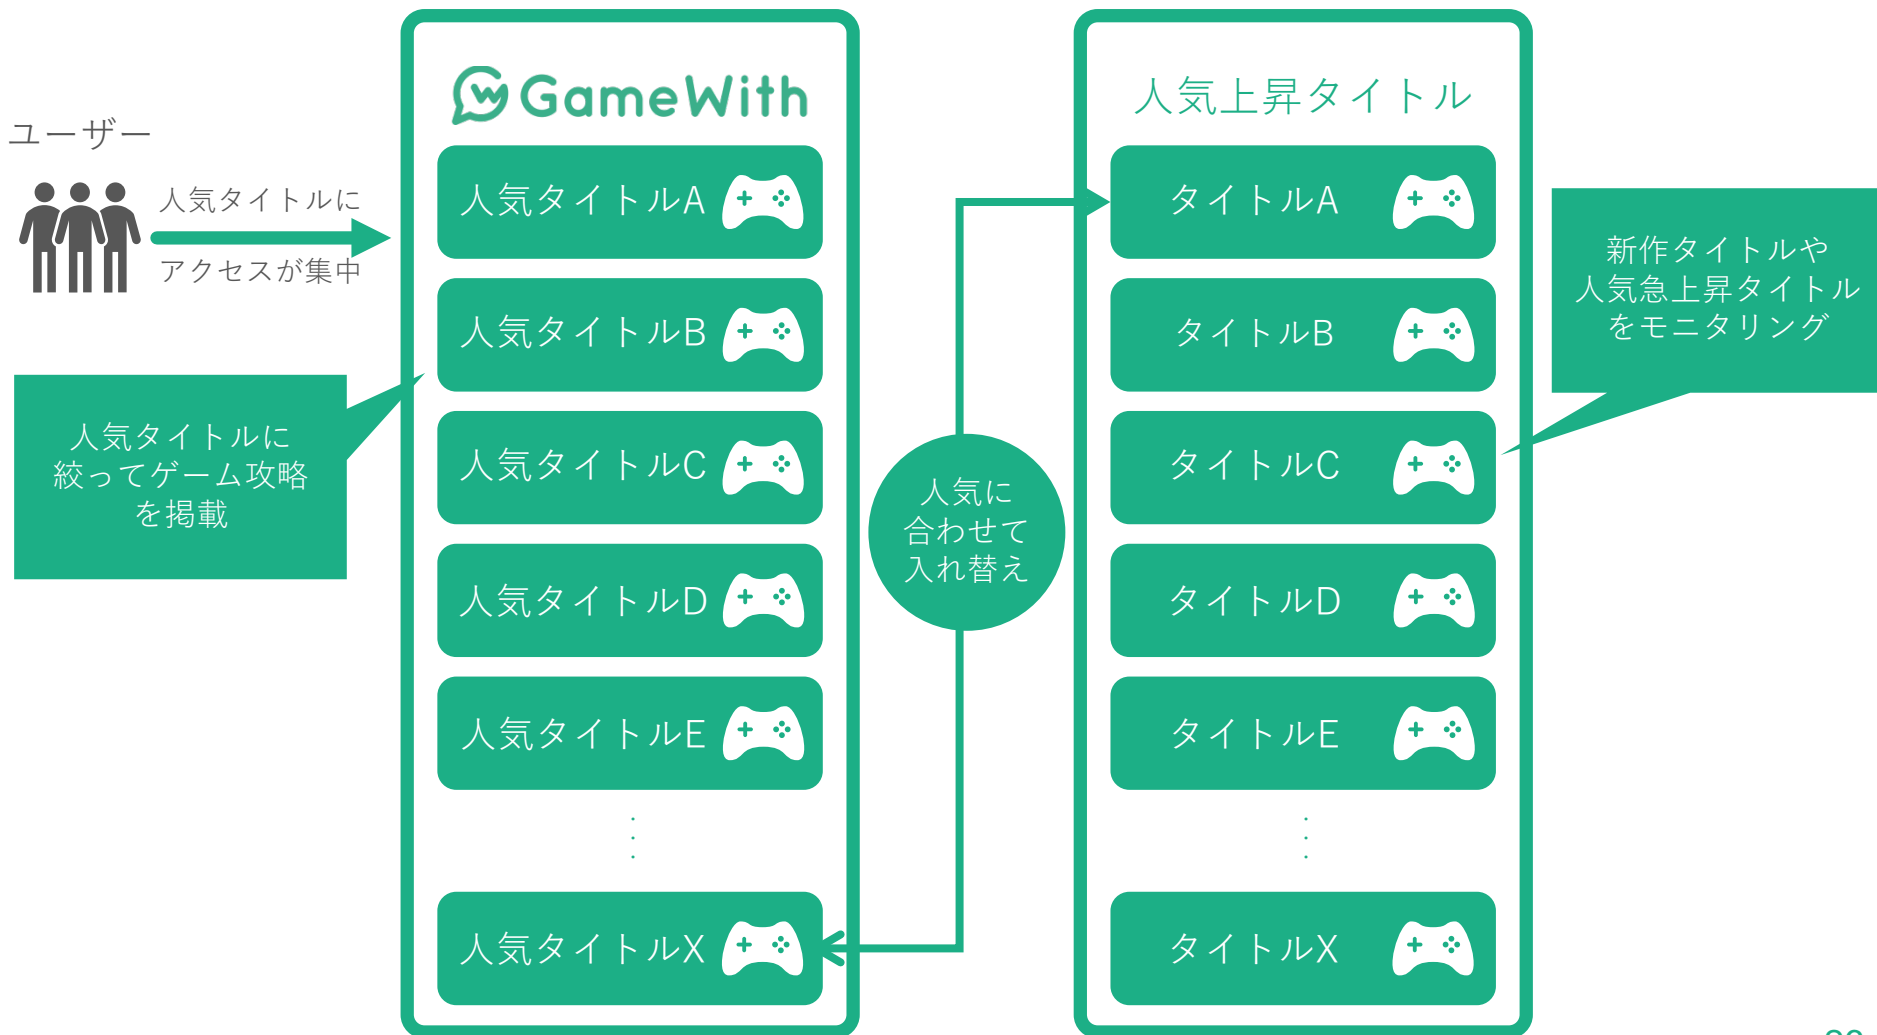 ユーザー
人気タイトルに
アクセスが集中
人気タイトルに
絞ってゲーム攻略
を掲載
GameWith
人気タイトルA
人気タイトルB
人気タイトルC
人気タイトルD
人気タイトルE
人気タイトルX
人気に
合わせて
入れ替え
人気上昇タイトル
タイトルA
タイトルB
タイトルC
タイトルD
タイトルE
タイトルX
新作タイトルや
人気急上昇タイトル
をモニタリング